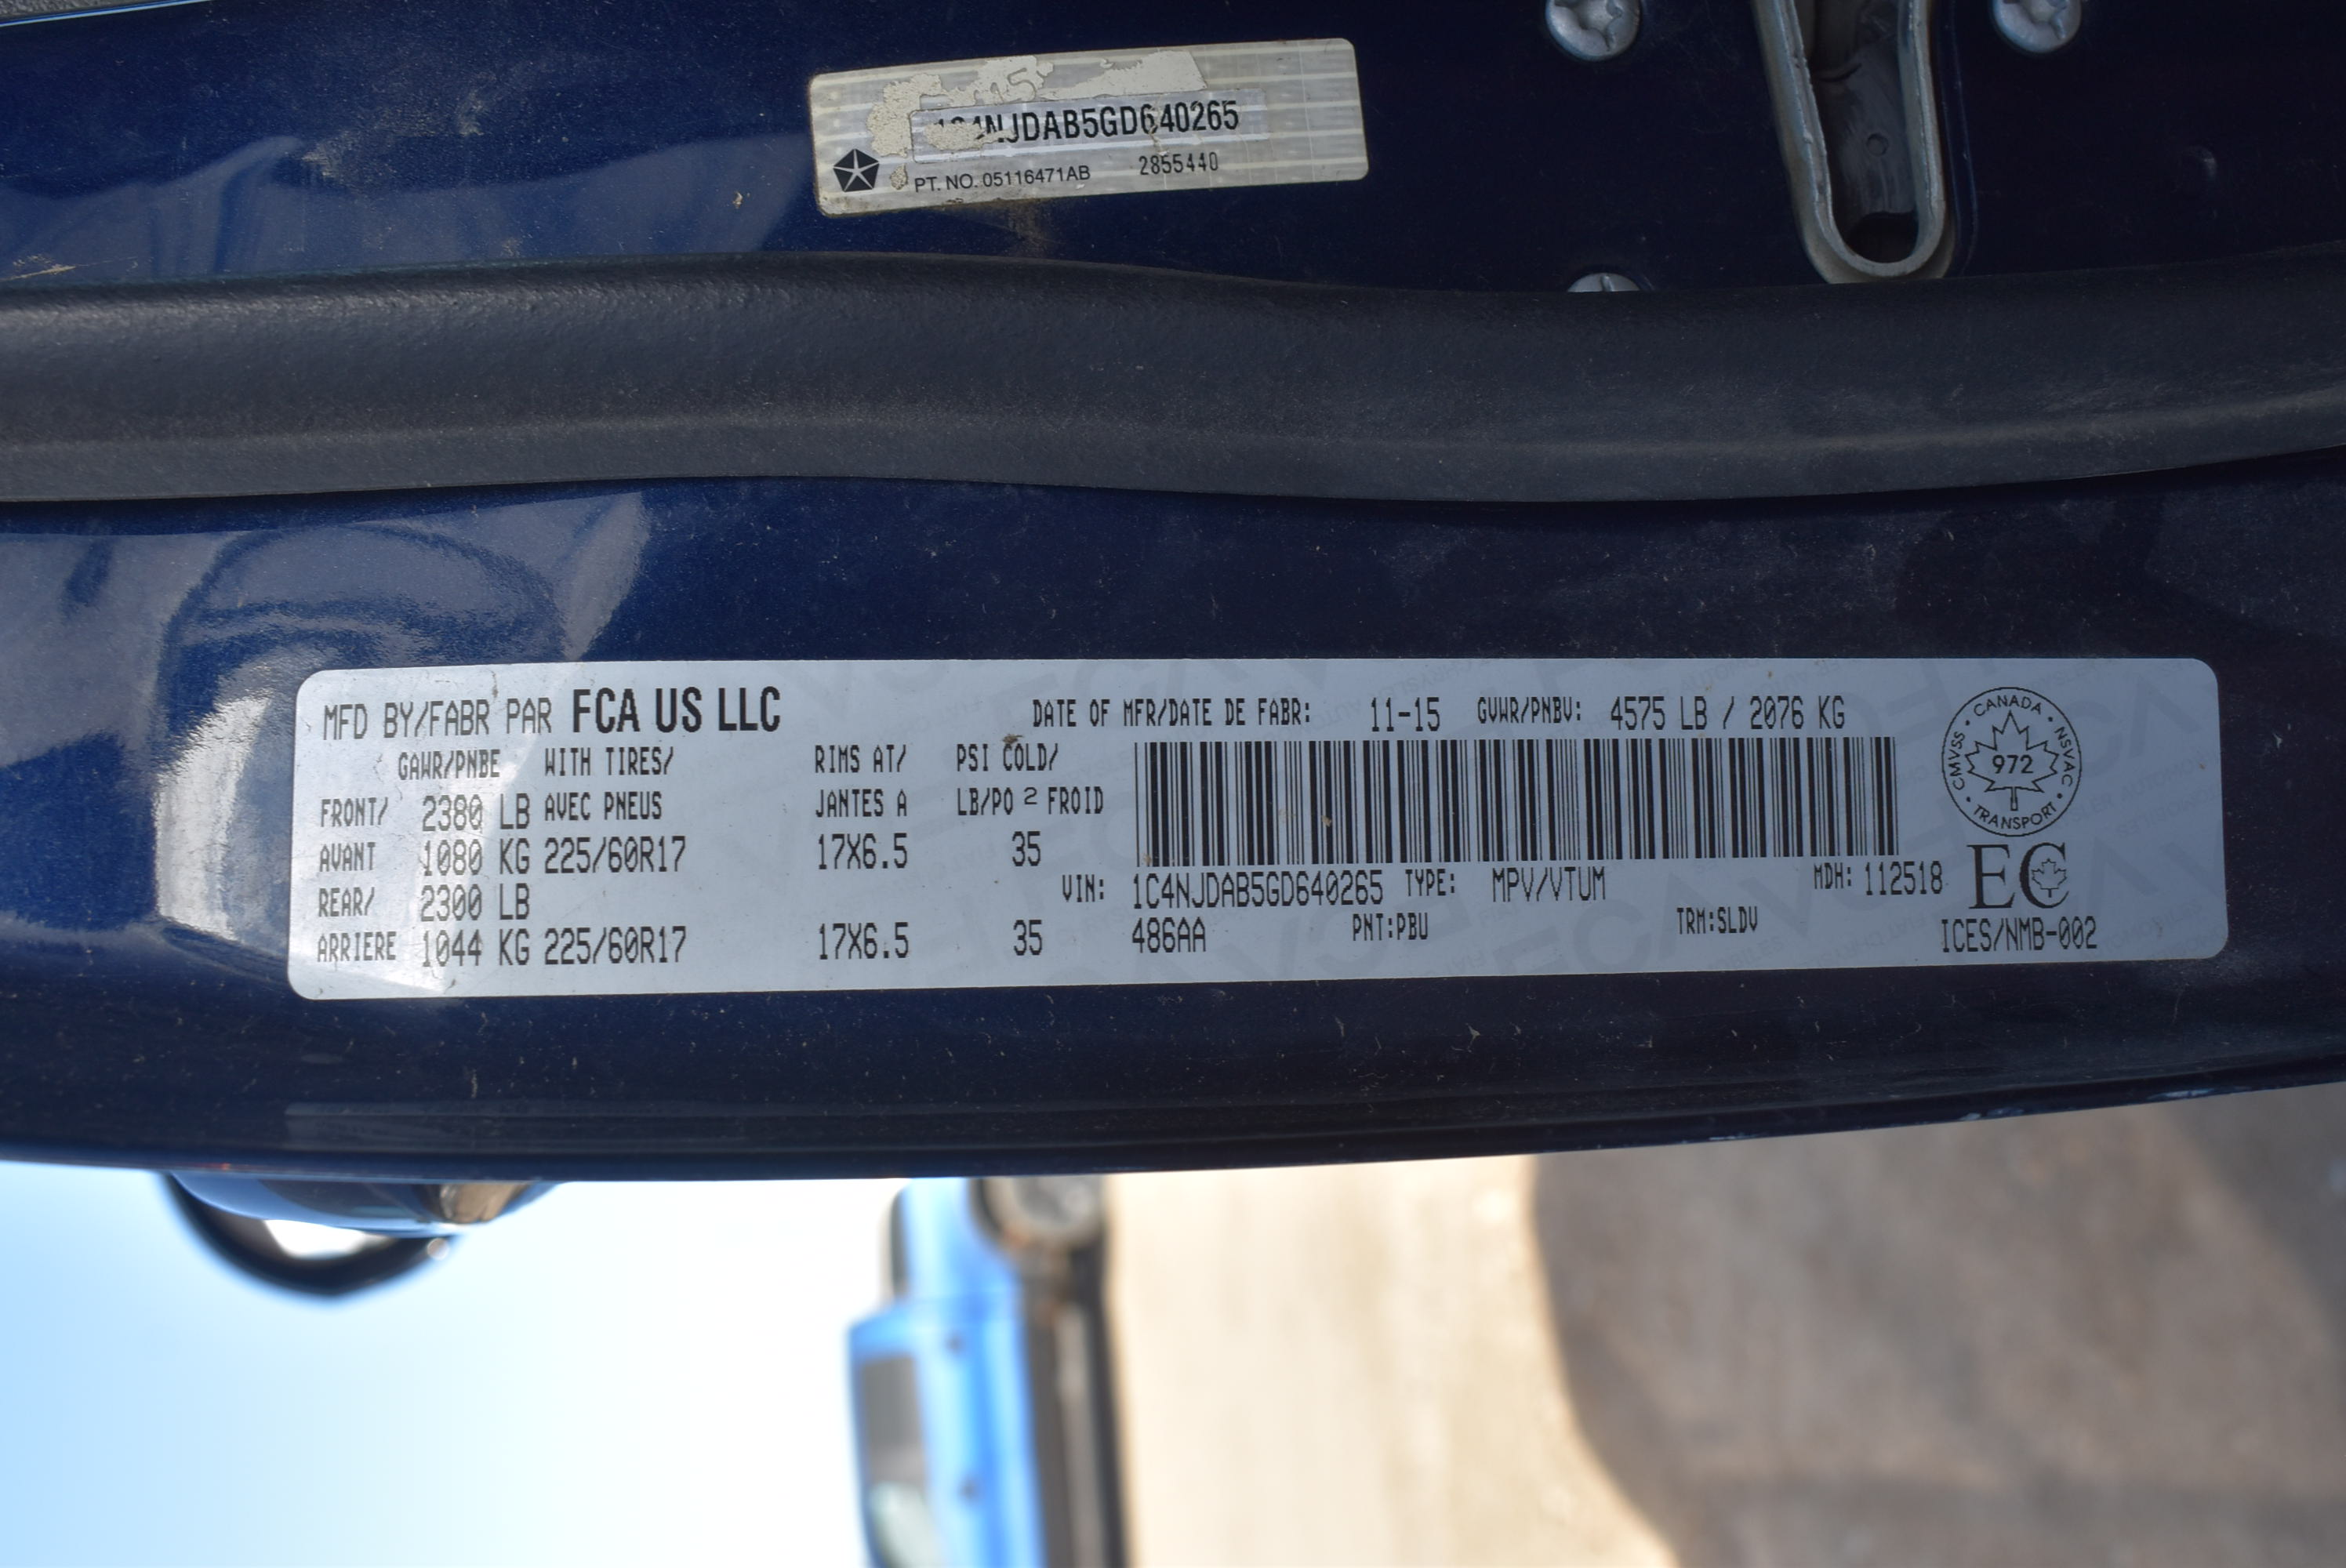 1C4NJDAB5GD640265
PT. NO. 05116471AB 2855440
MFD BY/FABR PAR FCA US LLC DATE OF MFR/DATE DE FABR: 11-15 GVWR/PNBV: 4575 LB / 2076 KG
GAWR/PNBE WITH TIRES/ RIMS AT/ PSI COLD/
FRONT/ 2380 LB AVEC PNEUS JANTES A LB/PO 2 FROID
AVANT 1080 KG 225/60R17 17X6.5 35
REAR/ 2300 LB VIN: 1C4NJDAB5GD640265 TYPE: MPV/VTUM MDH: 112518
ARRIERE 1044 KG 225/60R17 17X6.5 35 486AA PNT:PBU TRM:SLDV
CANADA • NSVAC • TRANSPORT • CMVSS •
972
EC
ICES/NMB-002